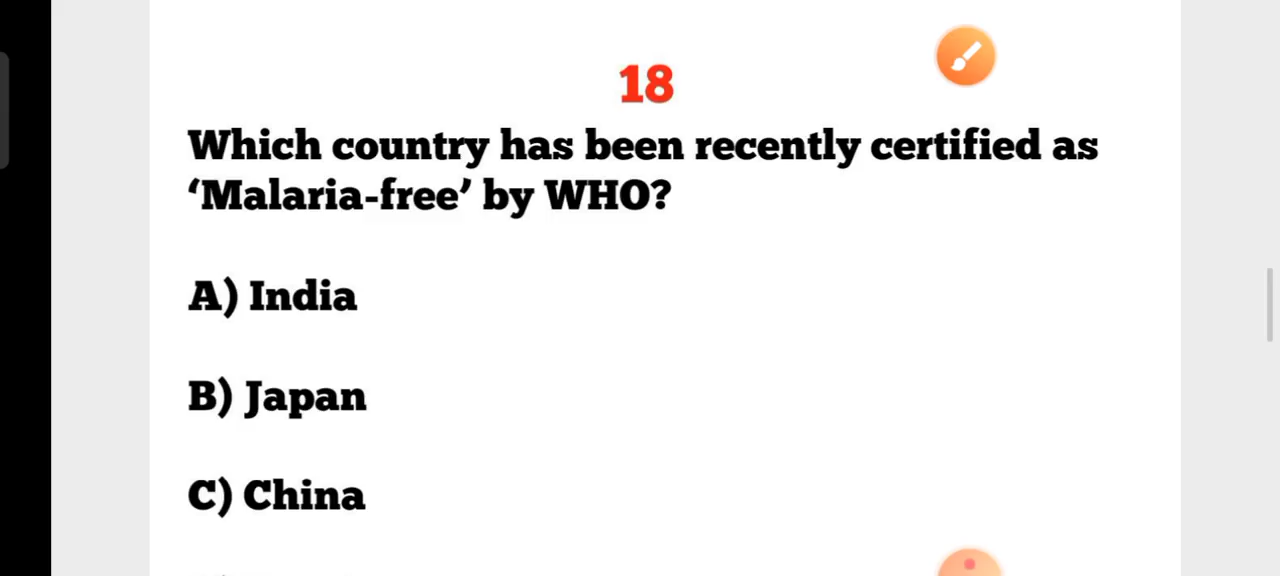 18
Which country has been recently certified as
‘Malaria-free’ by WHO?
A) India
B) Japan
C) China